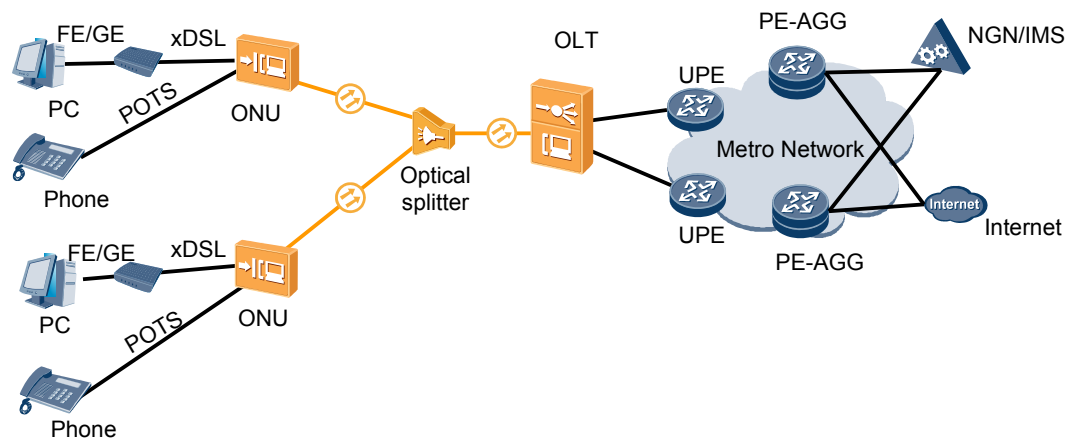 FE/GE
xDSL
PC
POTS
ONU
Phone
FE/GE
xDSL
PC
POTS
ONU
Phone
Optical
splitter
OLT
UPE
UPE
PE-AGG
Metro Network
PE-AGG
NGN/IMS
Internet
Internet